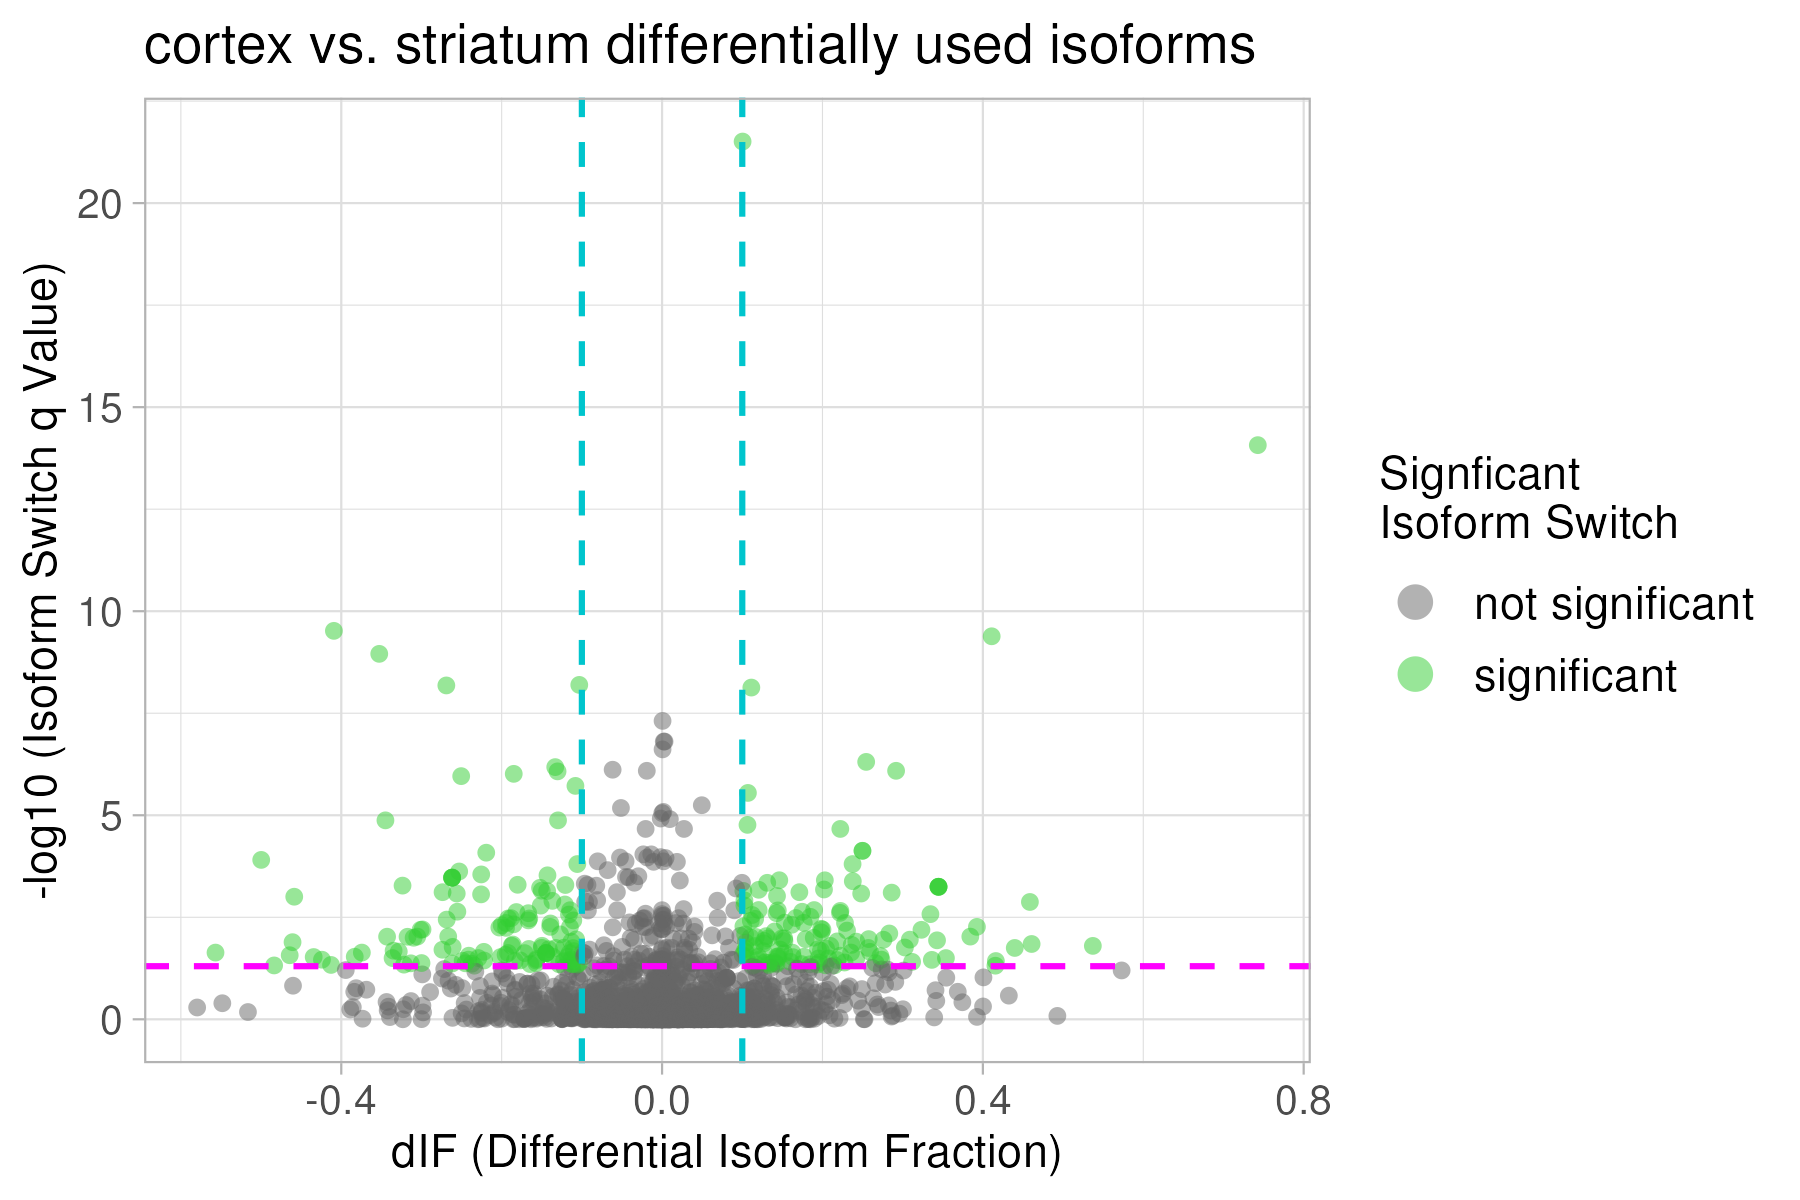 cortex vs. striatum differentially used isoforms
-log10 (Isoform Switch q Value)
20
15
10
5
0
-0.4
0.0
0.4
0.8
dIF (Differential Isoform Fraction)
Signficant
Isoform Switch
not significant
significant